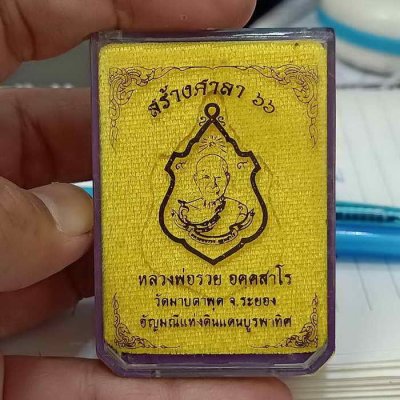 สร้างศาลา ๖๖
หลวงพ่อรวย อคคสาโร
วัดมาบตาพุด จ.ระยอง
อัญมณีแห่งดินแดนบูรพาทิศ